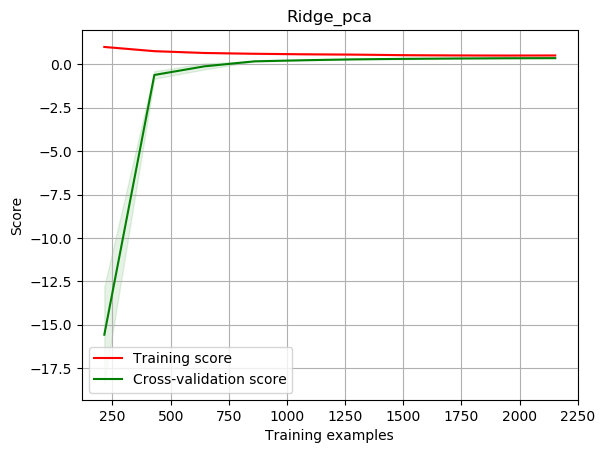 Ridge_pca
0.0
−2.5
−5.0
−7.5
−10.0
−12.5
−15.0
−17.5
Score
Training score
Cross-validation score
250 500 750 1000 1250 1500 1750 2000 2250
Training examples